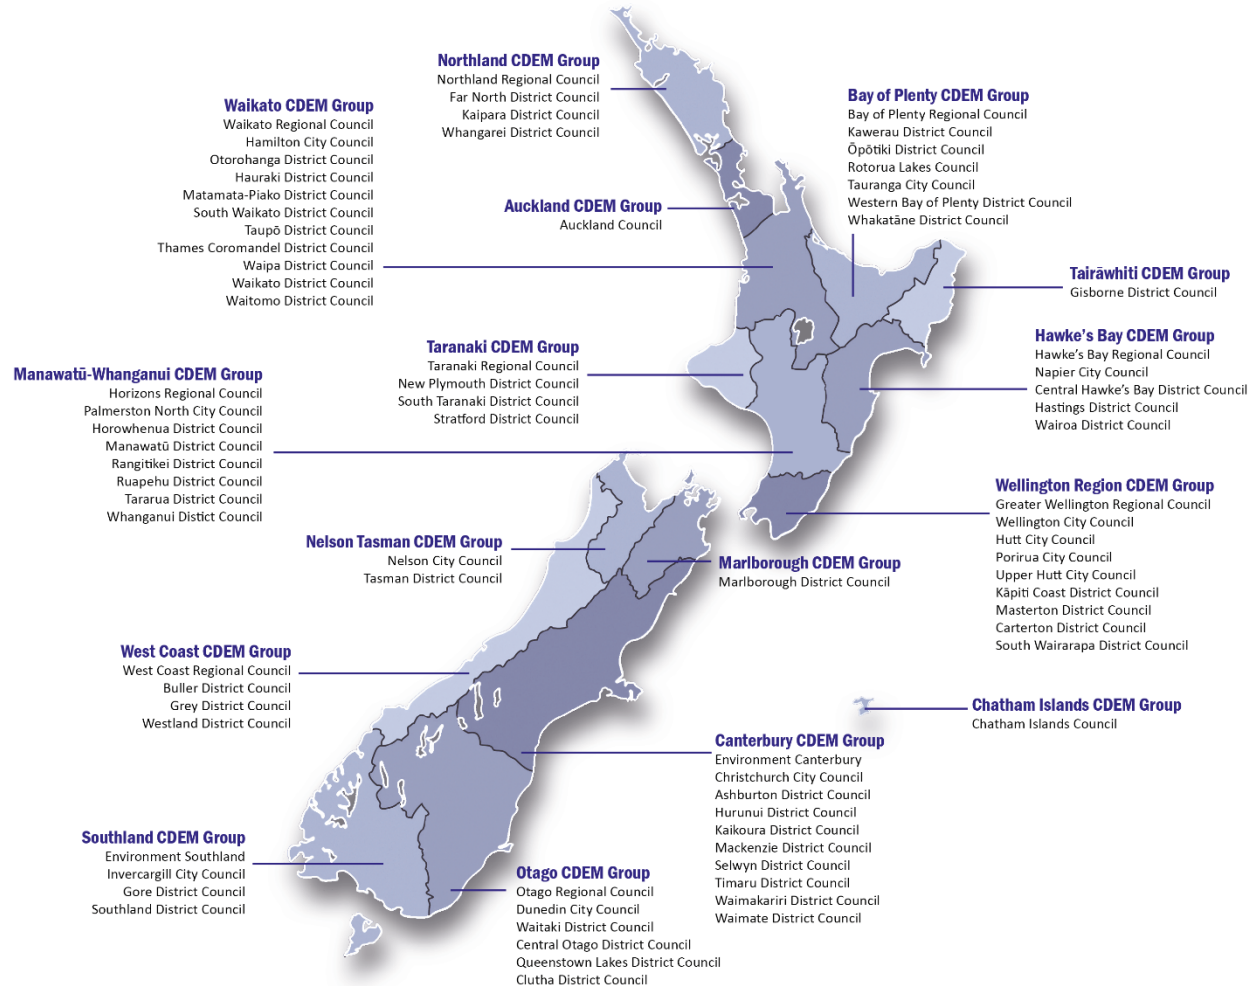 Northland CDEM Group
Northland Regional Council
Far North District Council
Kaipara District Council
Whangarei District Council
Waikato CDEM Group
Waikato Regional Council
Hamilton City Council
Otorohanga District Council
Hauraki District Council
Matamata-Piako District Council
South Waikato District Council
Taupō District Council
Thames Coromandel District Council
Waipa District Council
Waikato District Council
Waitomo District Council
Bay of Plenty CDEM Group
Bay of Plenty Regional Council
Kawerau District Council
Ōpōtiki District Council
Rotorua Lakes Council
Tauranga City Council
Western Bay of Plenty District Council
Whakatāne District Council
Auckland CDEM Group
Auckland Council
Tairāwhiti CDEM Group
Gisborne District Council
Taranaki CDEM Group
Taranaki Regional Council
New Plymouth District Council
South Taranaki District Council
Stratford District Council
Hawke's Bay CDEM Group
Hawke's Bay Regional Council
Napier City Council
Central Hawke's Bay District Council
Hastings District Council
Wairoa District Council
Manawatū-Whanganui CDEM Group
Horizons Regional Council
Palmerston North City Council
Horowhenua District Council
Manawatū District Council
Rangitikei District Council
Ruapehu District Council
Tararua District Council
Whanganui Distict Council
Wellington Region CDEM Group
Greater Wellington Regional Council
Wellington City Council
Hutt City Council
Porirua City Council
Upper Hutt City Council
Kāpiti Coast District Council
Masterton District Council
Carterton District Council
South Wairarapa District Council
Nelson Tasman CDEM Group
Nelson City Council
Tasman District Council
Marlborough CDEM Group
Marlborough District Council
West Coast CDEM Group
West Coast Regional Council
Buller District Council
Grey District Council
Westland District Council
Chatham Islands CDEM Group
Chatham Islands Council
Canterbury CDEM Group
Environment Canterbury
Christchurch City Council
Ashburton District Council
Hurunui District Council
Kaikoura District Council
Mackenzie District Council
Selwyn District Council
Timaru District Council
Waimakariri District Council
Waimate District Council
Southland CDEM Group
Environment Southland
Invercargill City Council
Gore District Council
Southland District Council
Otago CDEM Group
Otago Regional Council
Dunedin City Council
Waitaki District Council
Central Otago District Council
Queenstown Lakes District Council
Clutha District Council